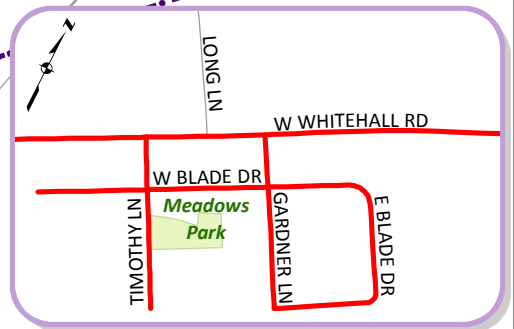 Z
LONG LN
W WHITEHALL RD
W BLADE DR
Meadows
Park
TIMOTHY LN
GARDNER LN
E BLADE DR